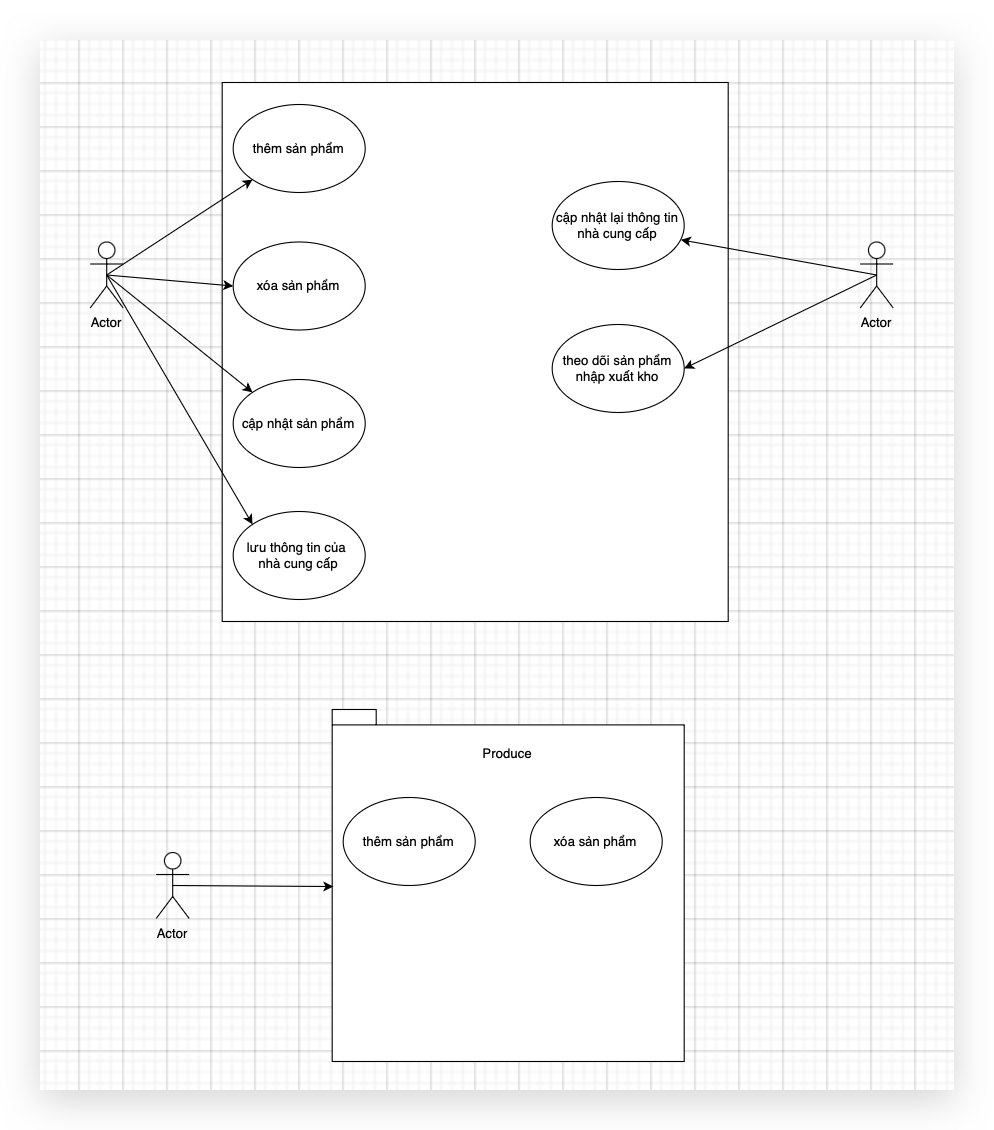 thêm sản phẩm
cập nhật lại thông tin
nhà cung cấp
xóa sản phẩm
Actor
Actor
theo dõi sản phẩm
nhập xuất kho
cập nhật sản phẩm
lưu thông tin của
nhà cung cấp
Produce
thêm sản phẩm
xóa sản phẩm
Actor